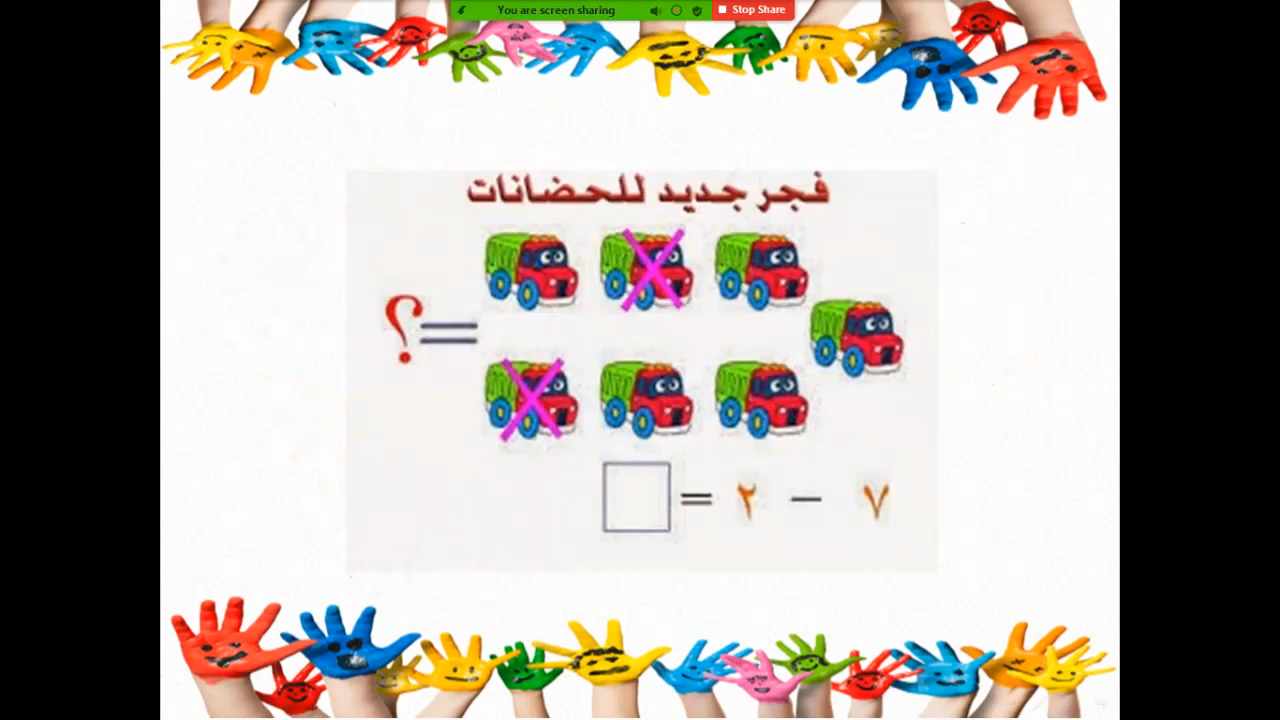 You are screen sharing Stop Share
فجر جديد للحضانات
= ؟
٧ − ٢ =